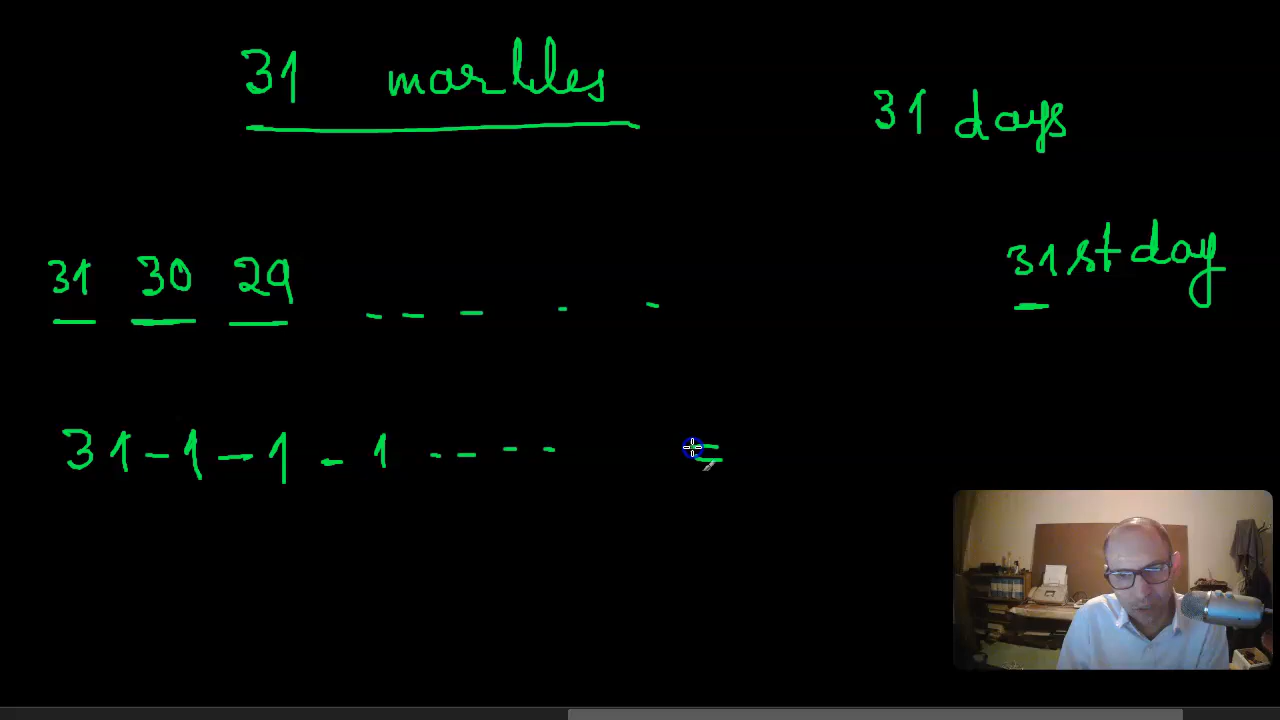 31 marbles
31 days
31st day
31 30 29 - - - - -
31 - 1 - 1 - 1 - - - - =